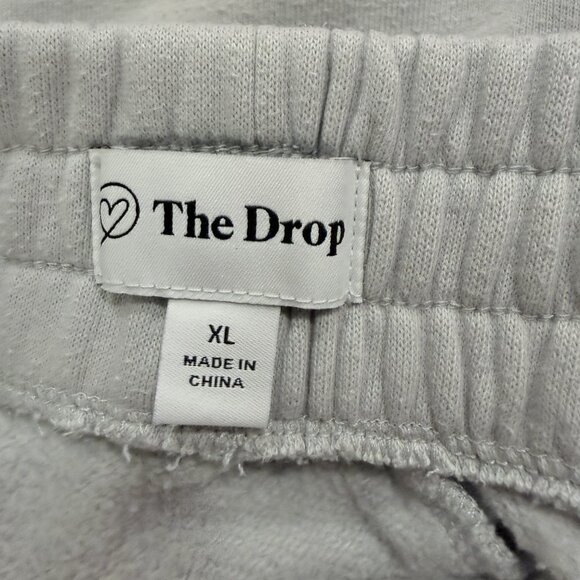 The Drop
XL
MADE IN
CHINA